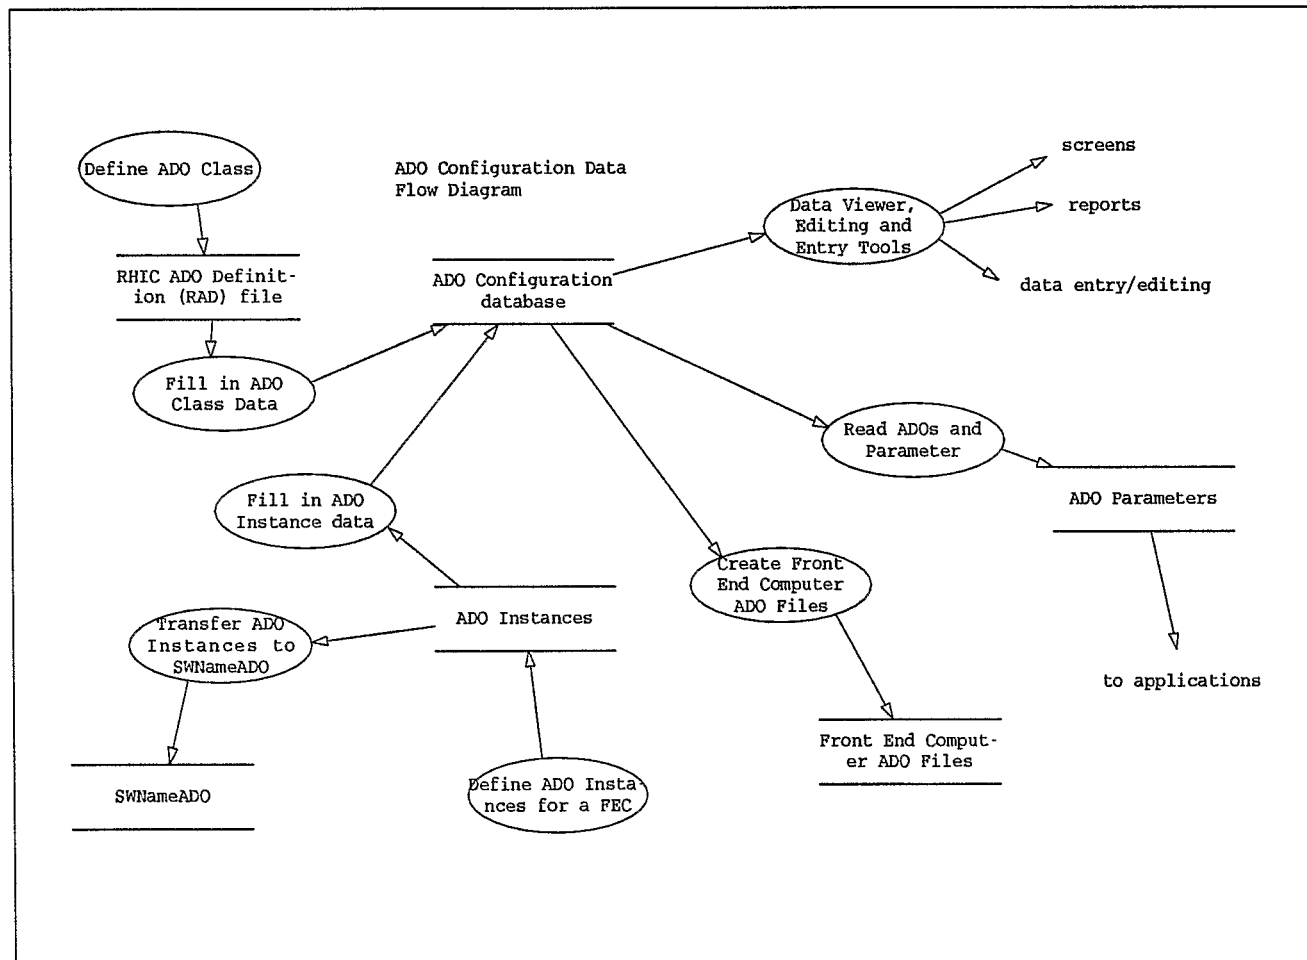 Define ADO Class
ADO Configuration Data
Flow Diagram
screens
reports
data entry/editing
Data Viewer,
Editing and
Entry Tools
RHIC ADO Definit-
ion (RAD) file
ADO Configuration
database
Fill in ADO
Class Data
Read ADOs and
Parameter
ADO Parameters
Fill in ADO
Instance data
Create Front
End Computer
ADO Files
ADO Instances
Transfer ADO
Instances to
SWNameADO
to applications
Front End Comput-
er ADO Files
SWNameADO
Define ADO Insta-
nces for a FEC